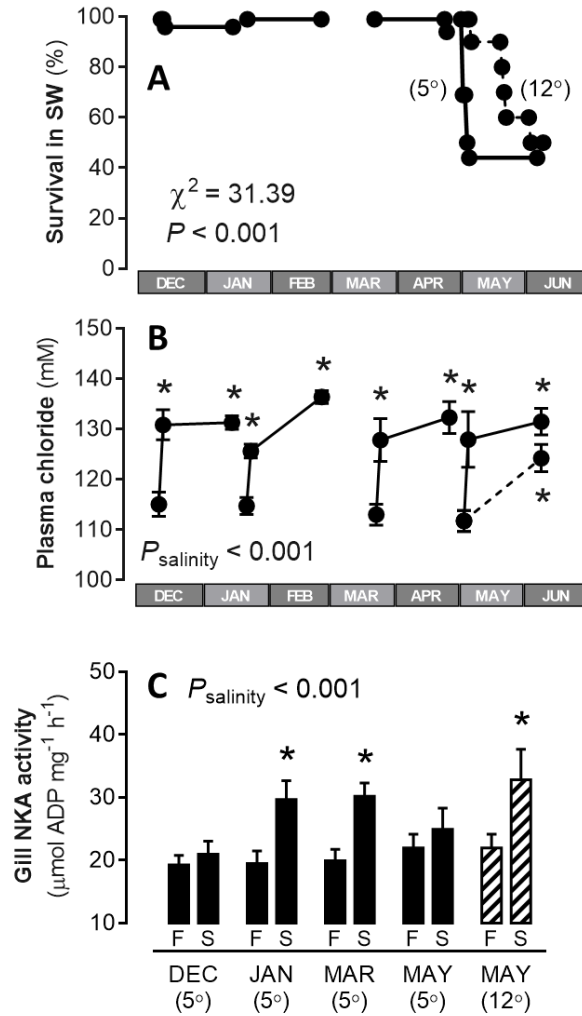 100
80
60
40
20
0
Survival in SW (%)
A
(5°) (12°)
χ² = 31.39
P < 0.001
DEC JAN FEB MAR APR MAY JUN
150
140
130
120
110
100
Plasma chloride (mM)
B
* * * * * * * * *
P salinity < 0.001
DEC JAN FEB MAR APR MAY JUN
50
40
30
20
10
Gill NKA activity
(μmol ADP mg⁻¹ h⁻¹)
C P salinity < 0.001
* * *
F S F S F S F S F S
DEC JAN MAR MAY MAY
(5°) (5°) (5°) (5°) (12°)